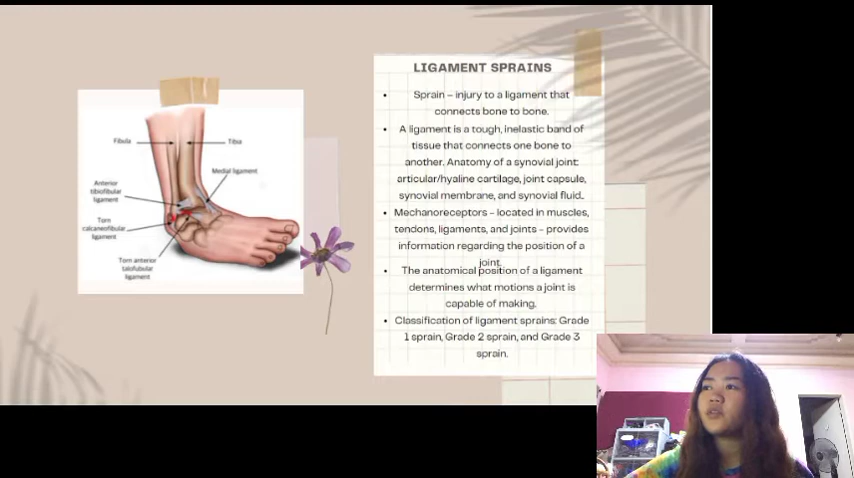 LIGAMENT SPRAINS
• Sprain – injury to a ligament that
connects bone to bone.
• A ligament is a tough, inelastic band of
tissue that connects one bone to
another. Anatomy of a synovial joint:
articular/hyaline cartilage, joint capsule,
synovial membrane, and synovial fluid.
• Mechanoreceptors – located in muscles,
tendons, ligaments, and joints – provides
information regarding the position of a
joint.
• The anatomical position of a ligament
determines what motions a joint is
capable of making.
• Classification of ligament sprains: Grade
1 sprain, Grade 2 sprain, and Grade 3
sprain.
Fibula
Tibia
Medial ligament
Anterior
tibiofibular
ligament
Torn
calcaneofibular
ligament
Torn anterior
talofubular
ligament